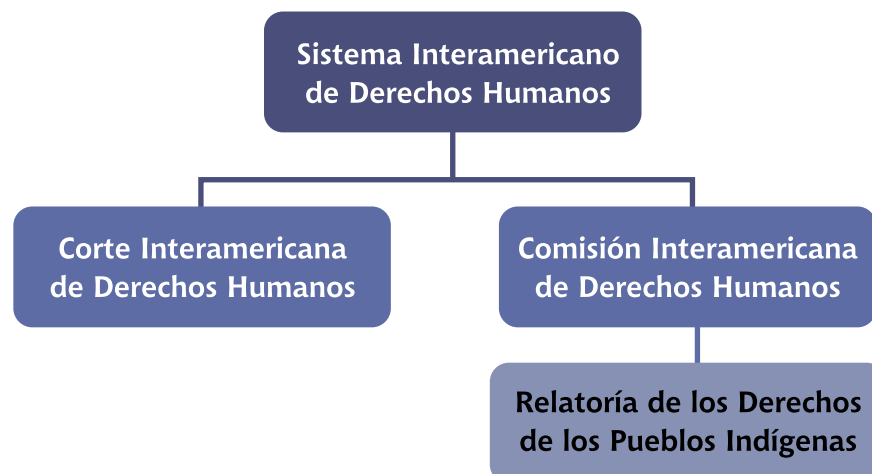 Sistema Interamericano
de Derechos Humanos
Corte Interamericana
de Derechos Humanos
Comisión Interamericana
de Derechos Humanos
Relatoría de los Derechos
de los Pueblos Indígenas